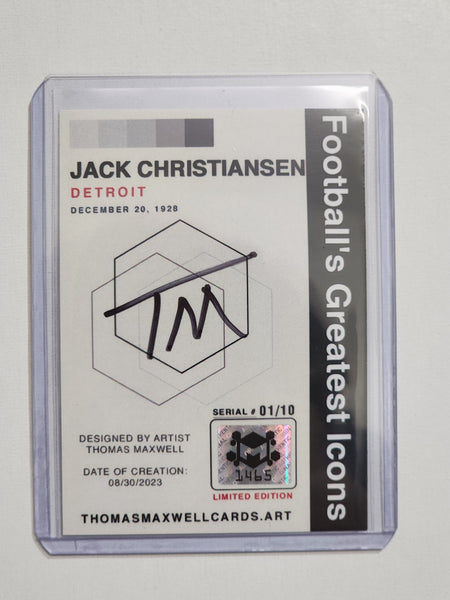 JACK CHRISTIANSEN
DETROIT
DECEMBER 20, 1928
Football's Greatest Icons
TM
SERIAL # 01/10
DESIGNED BY ARTIST
THOMAS MAXWELL
DATE OF CREATION:
08/30/2023
1465
LIMITED EDITION
THOMASMAXWELLCARDS.ART